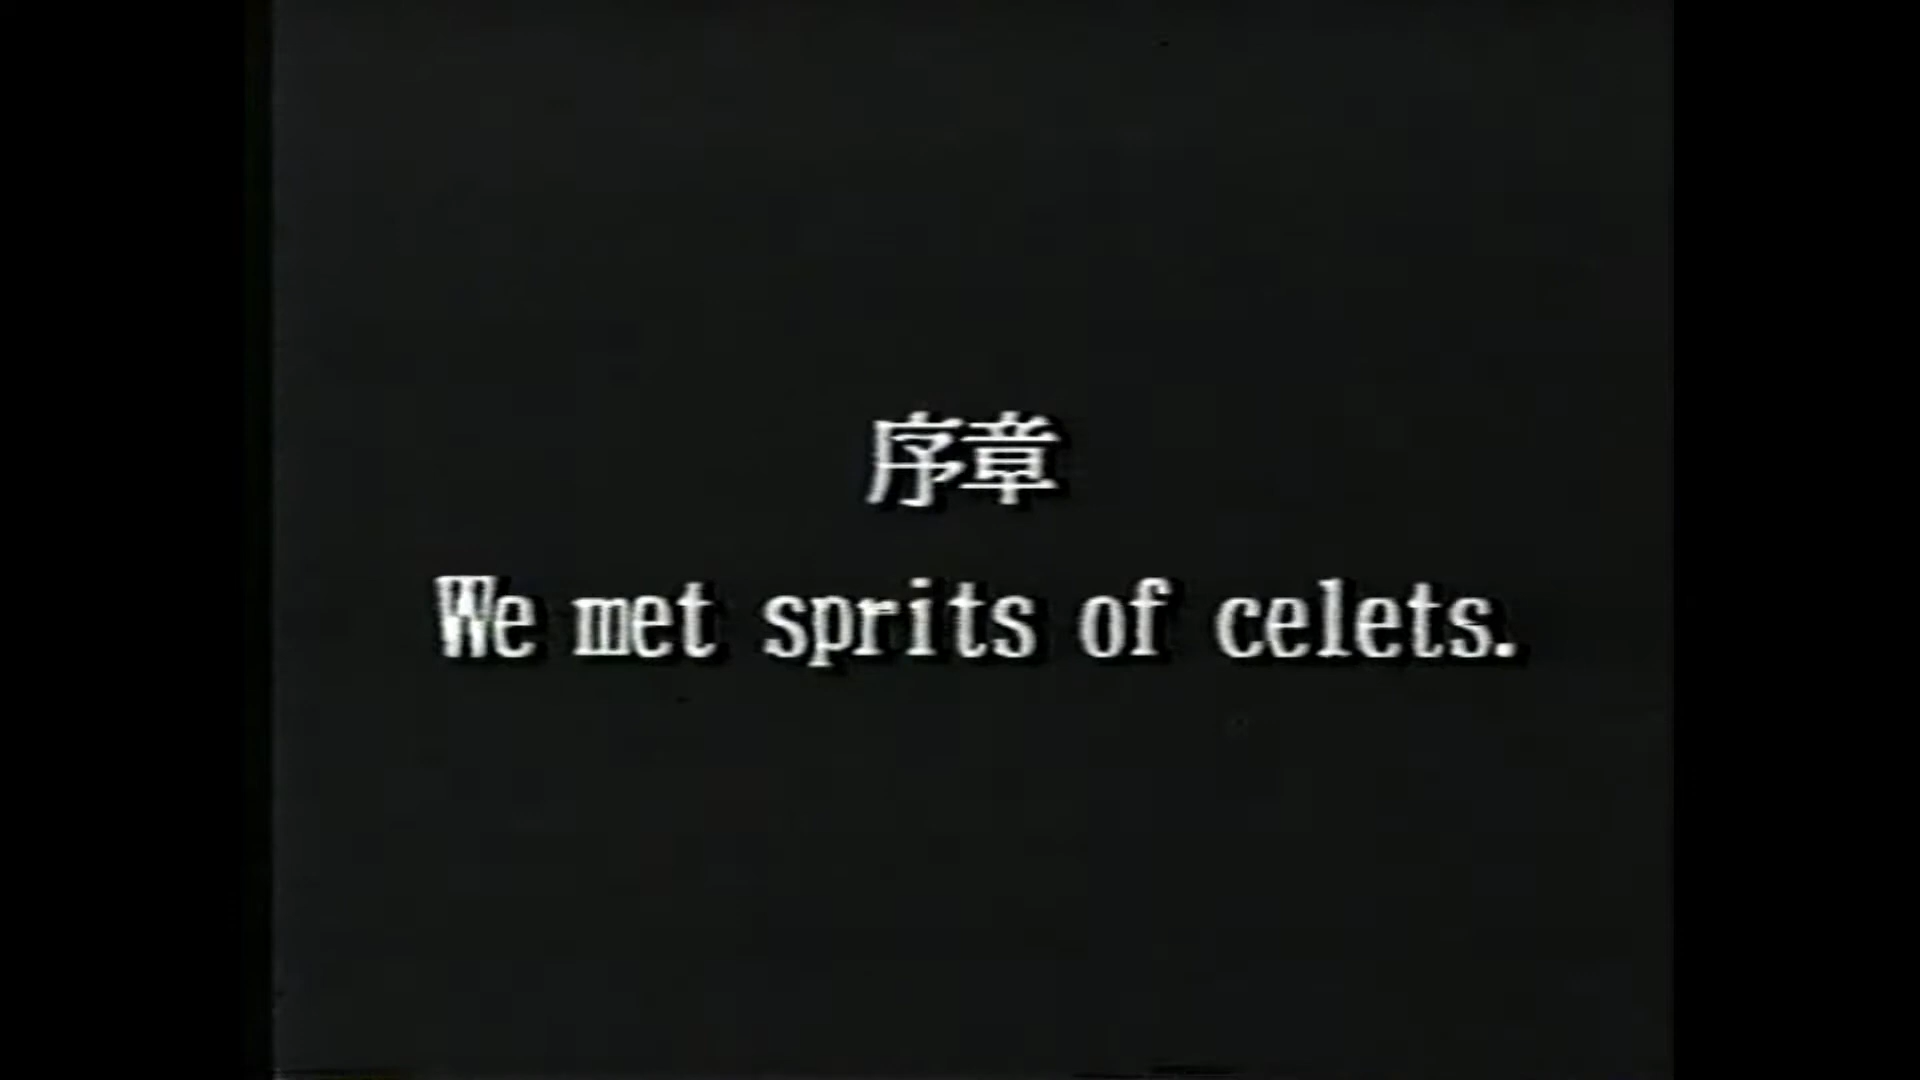 序章
We met sprits of celets.